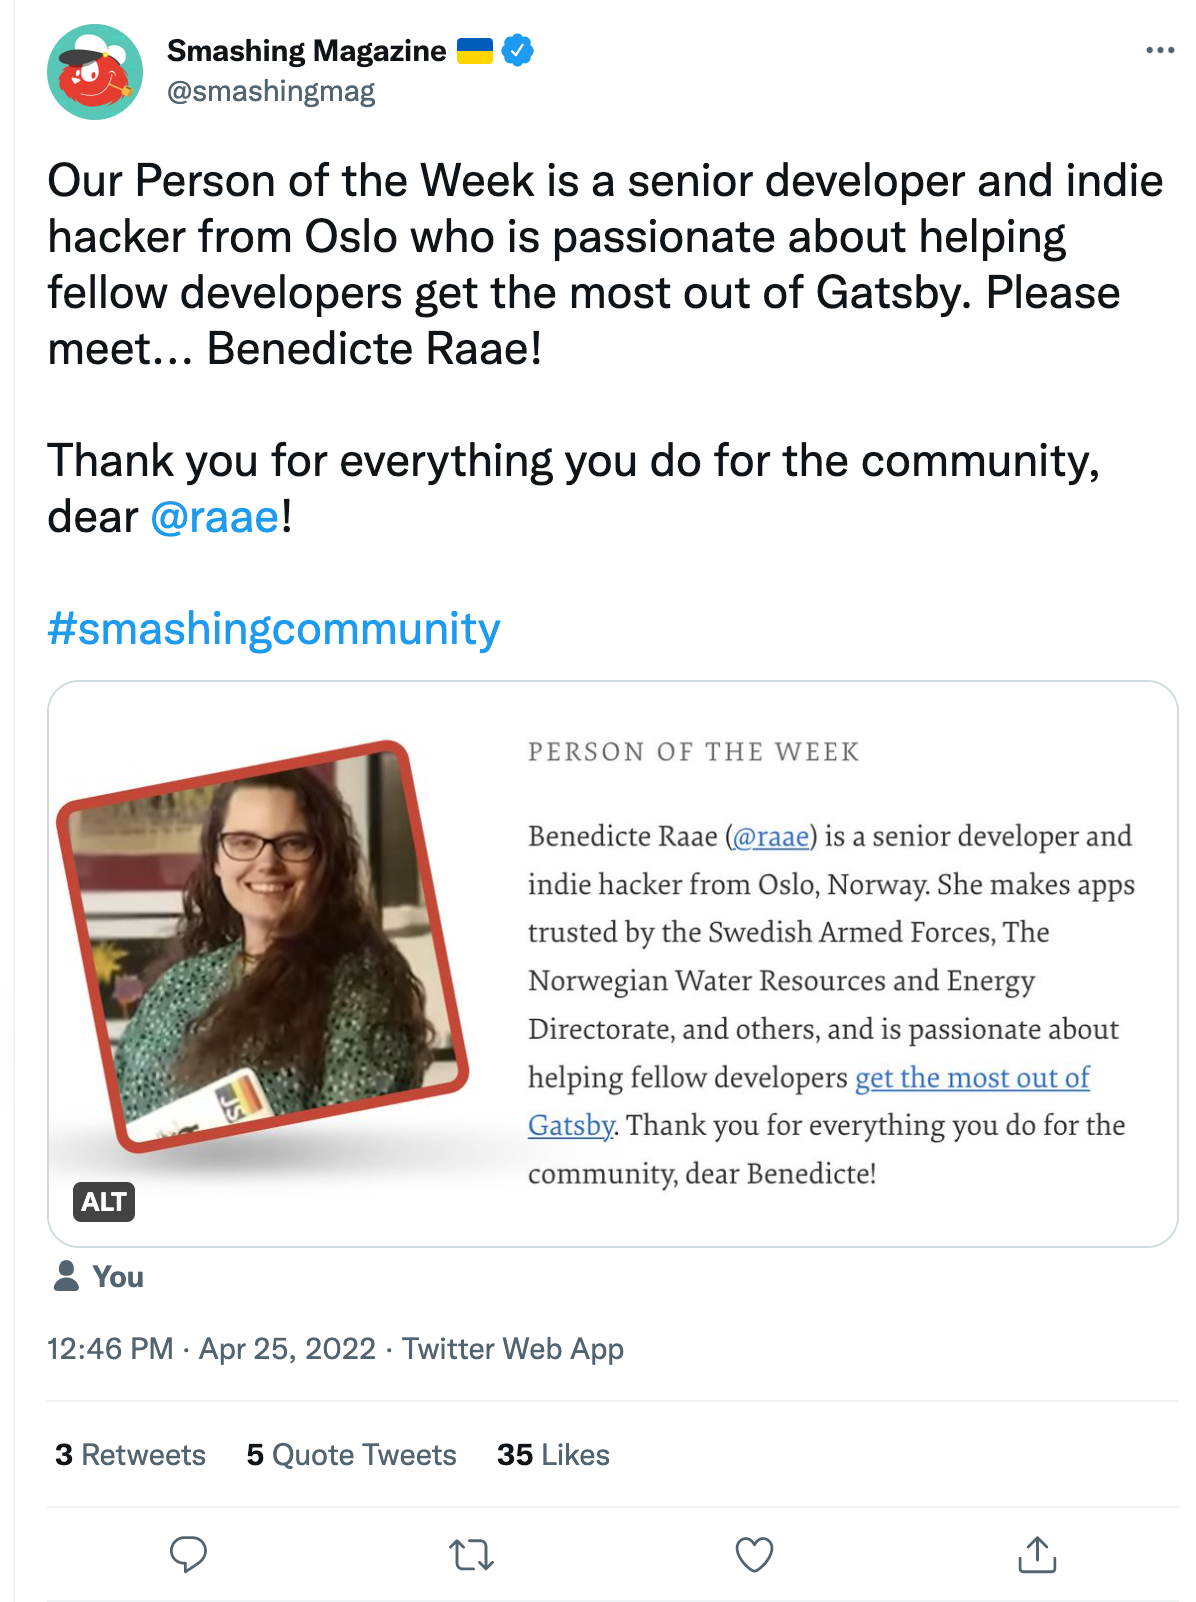 Smashing Magazine 🇺🇦
@smashingmag
Our Person of the Week is a senior developer and indie
hacker from Oslo who is passionate about helping
fellow developers get the most out of Gatsby. Please
meet… Benedicte Raae!
Thank you for everything you do for the community,
dear @raae!
#smashingcommunity
PERSON OF THE WEEK
Benedicte Raae (@raae) is a senior developer and
indie hacker from Oslo, Norway. She makes apps
trusted by the Swedish Armed Forces, The
Norwegian Water Resources and Energy
Directorate, and others, and is passionate about
helping fellow developers get the most out of
Gatsby. Thank you for everything you do for the
community, dear Benedicte!
JS
ALT
You
12:46 PM · Apr 25, 2022 · Twitter Web App
3 Retweets 5 Quote Tweets 35 Likes